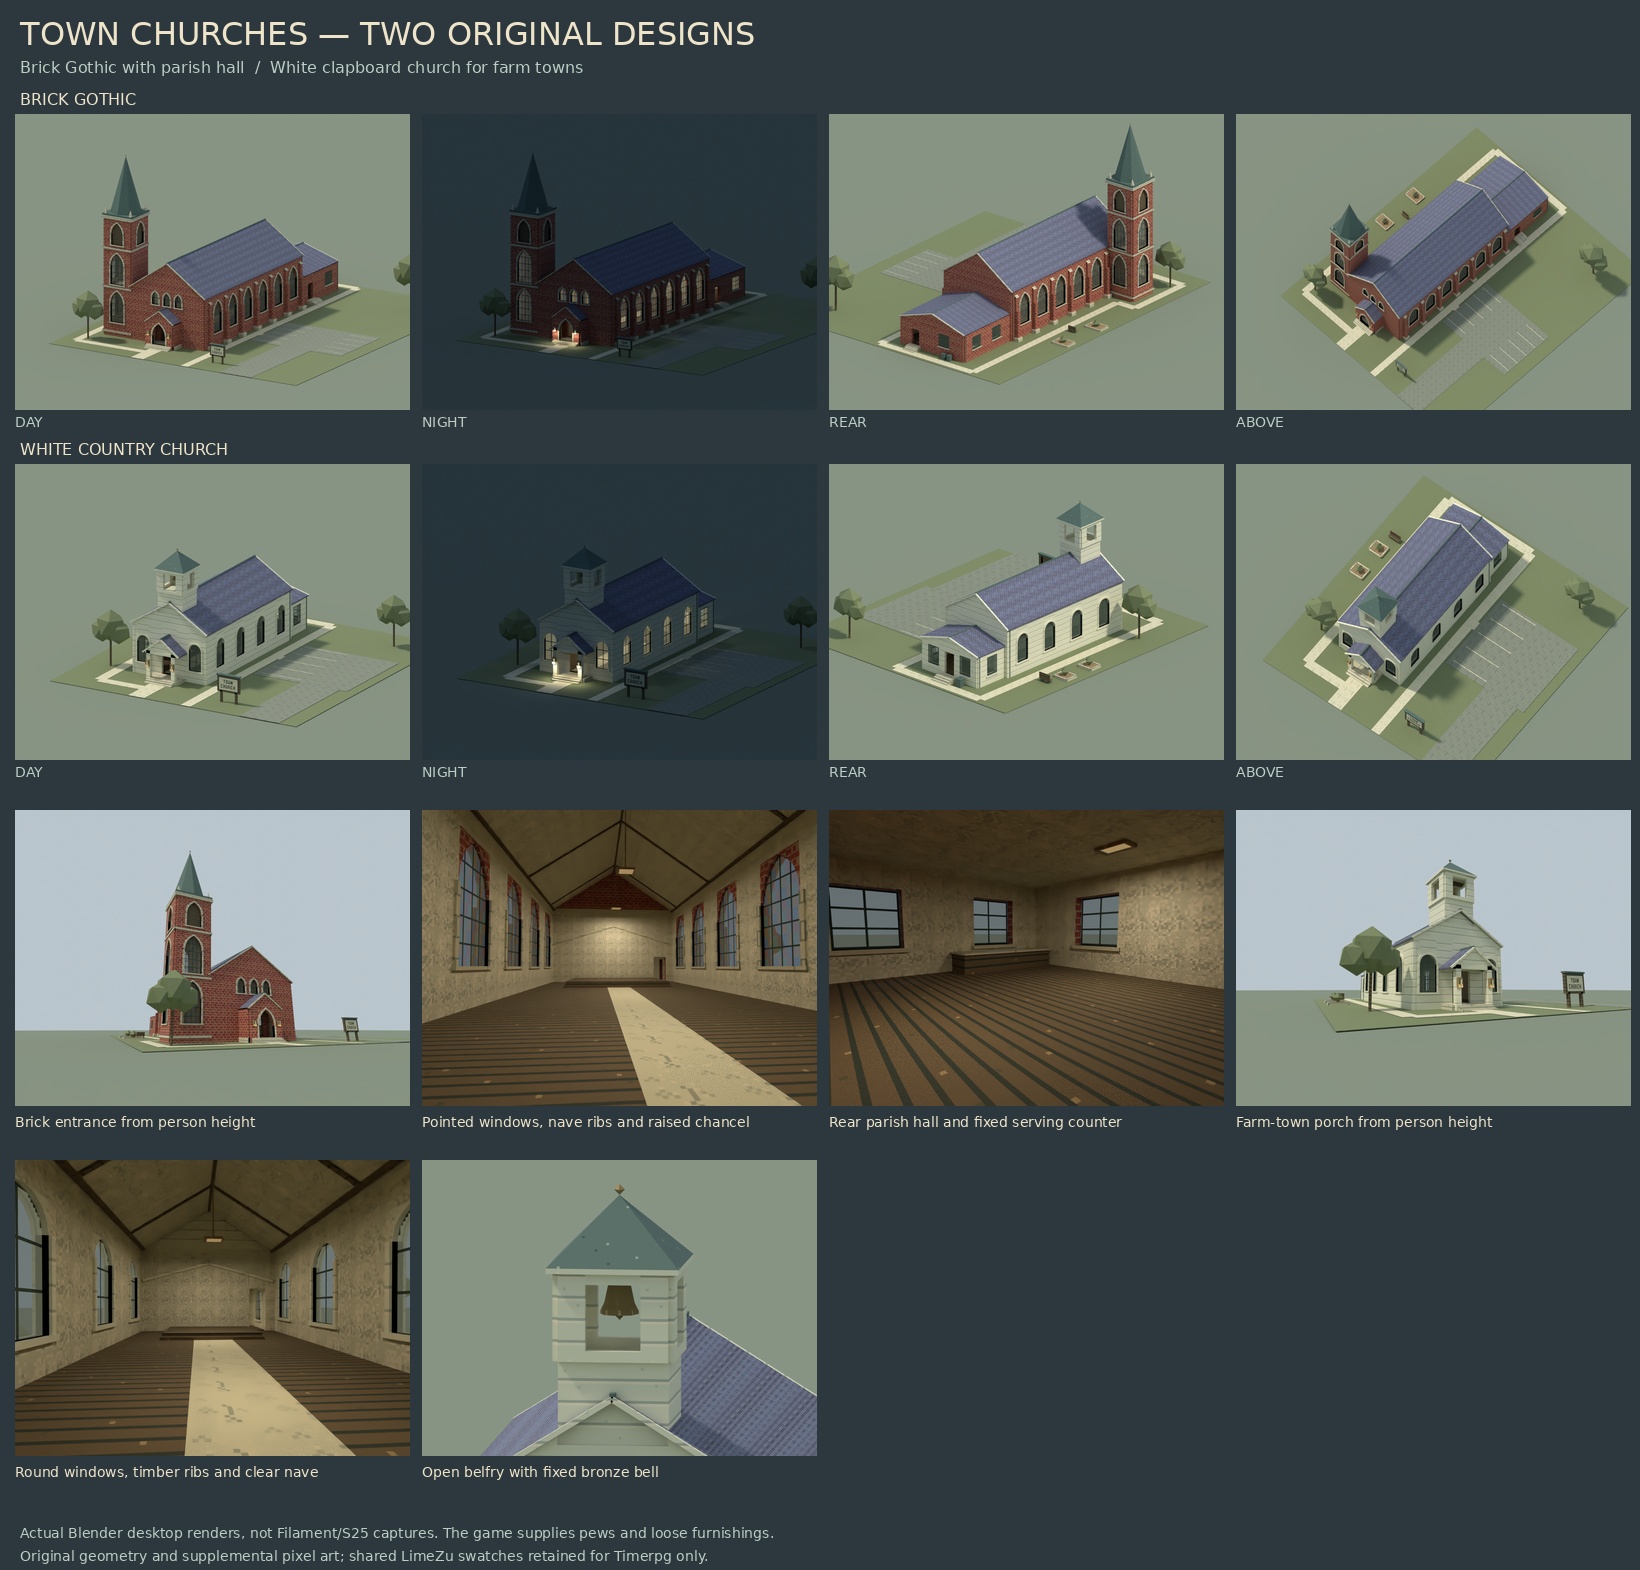 TOWN CHURCHES — TWO ORIGINAL DESIGNS
Brick Gothic with parish hall / White clapboard church for farm towns
BRICK GOTHIC
DAY
NIGHT
REAR
ABOVE
WHITE COUNTRY CHURCH
TOWN
CHURCH
DAY
NIGHT
REAR
ABOVE
TOWN
CHURCH
Brick entrance from person height
Pointed windows, nave ribs and raised chancel
Rear parish hall and fixed serving counter
Farm-town porch from person height
Round windows, timber ribs and clear nave
Open belfry with fixed bronze bell
Actual Blender desktop renders, not Filament/S25 captures. The game supplies pews and loose furnishings.
Original geometry and supplemental pixel art; shared LimeZu swatches retained for Timerpg only.